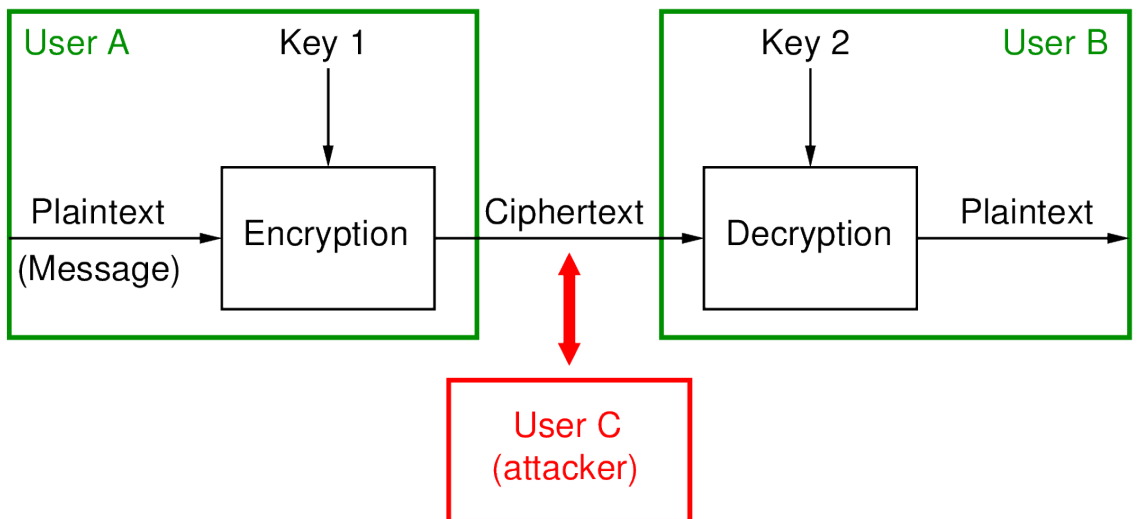 User A
Key 1
Key 2
User B
Plaintext
(Message)
Encryption
Ciphertext
Decryption
Plaintext
User C
(attacker)